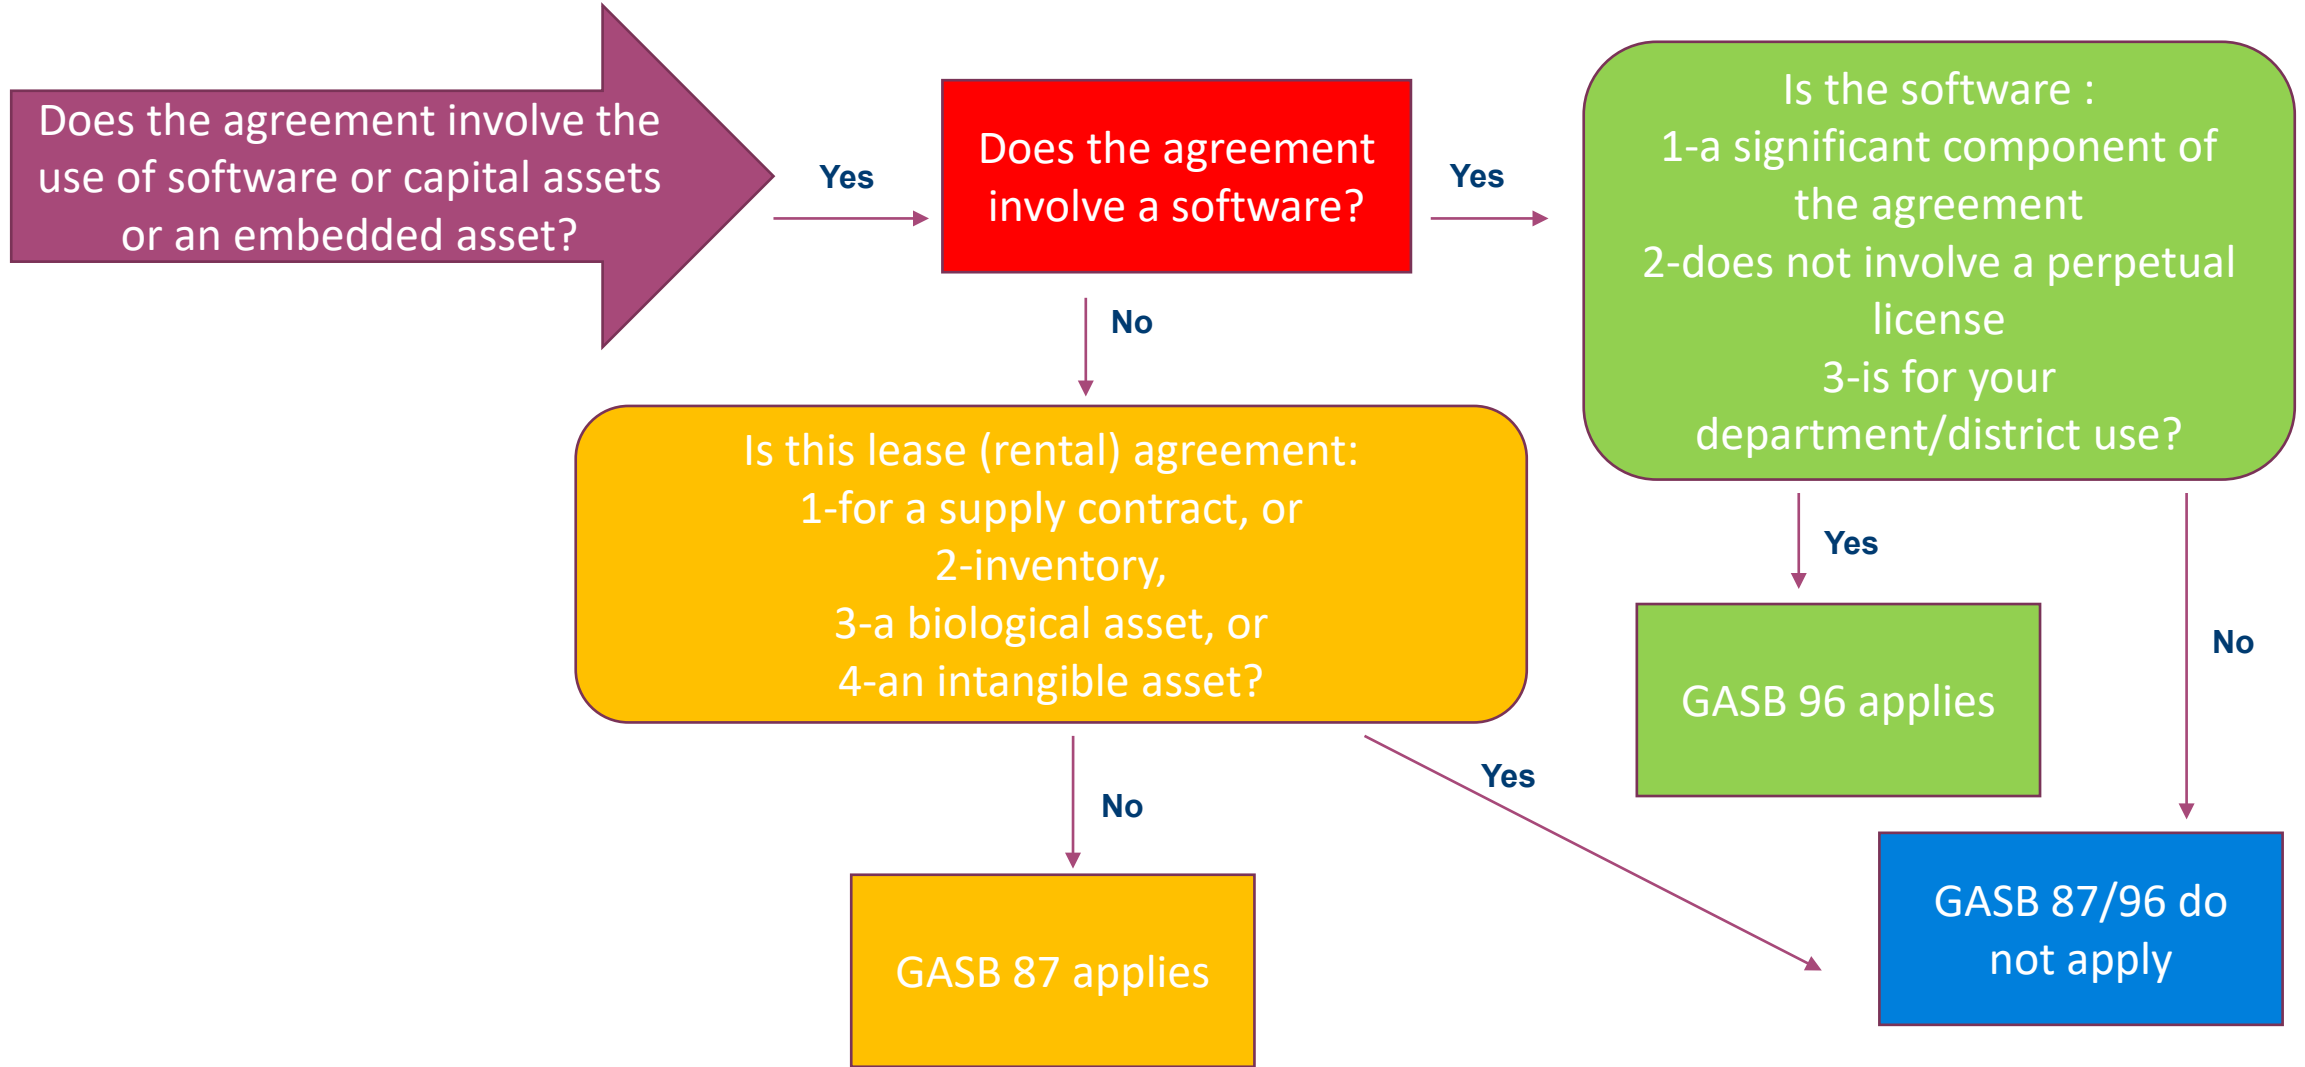 Does the agreement involve the
use of software or capital assets
or an embedded asset?
Yes
Does the agreement
involve a software?
Yes
Is the software :
1-a significant component of
the agreement
2-does not involve a perpetual
license
3-is for your
department/district use?
No
Is this lease (rental) agreement:
1-for a supply contract, or
2-inventory,
3-a biological asset, or
4-an intangible asset?
Yes
No
GASB 96 applies
Yes
No
GASB 87/96 do
not apply
GASB 87 applies